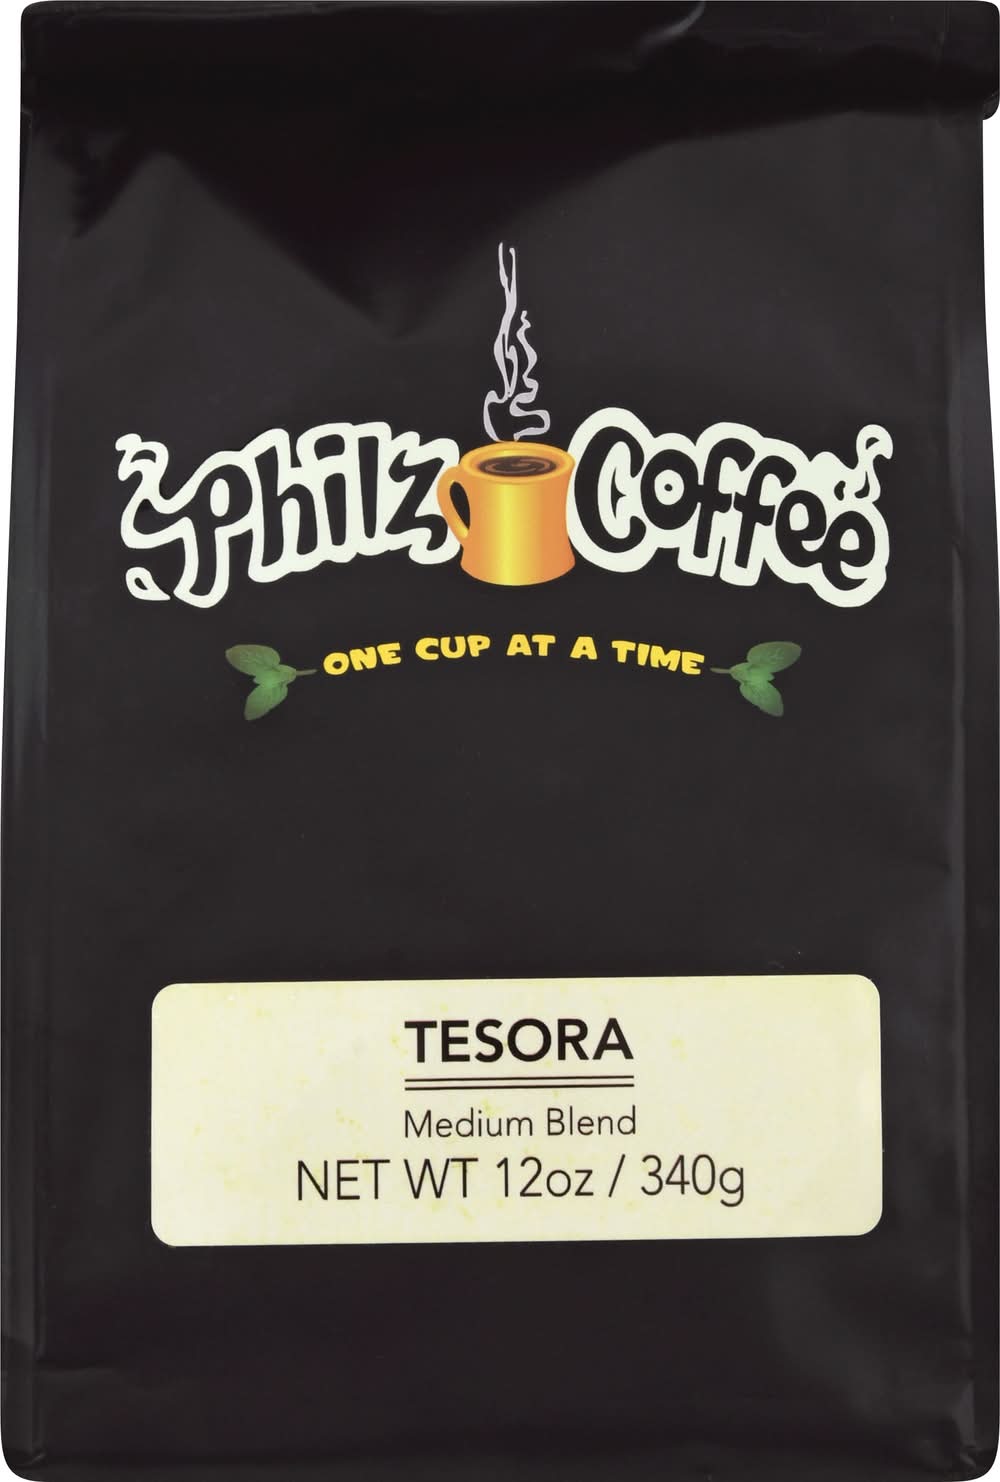 Philz Coffee
ONE CUP AT A TIME
TESORA
Medium Blend
NET WT 12oz / 340g